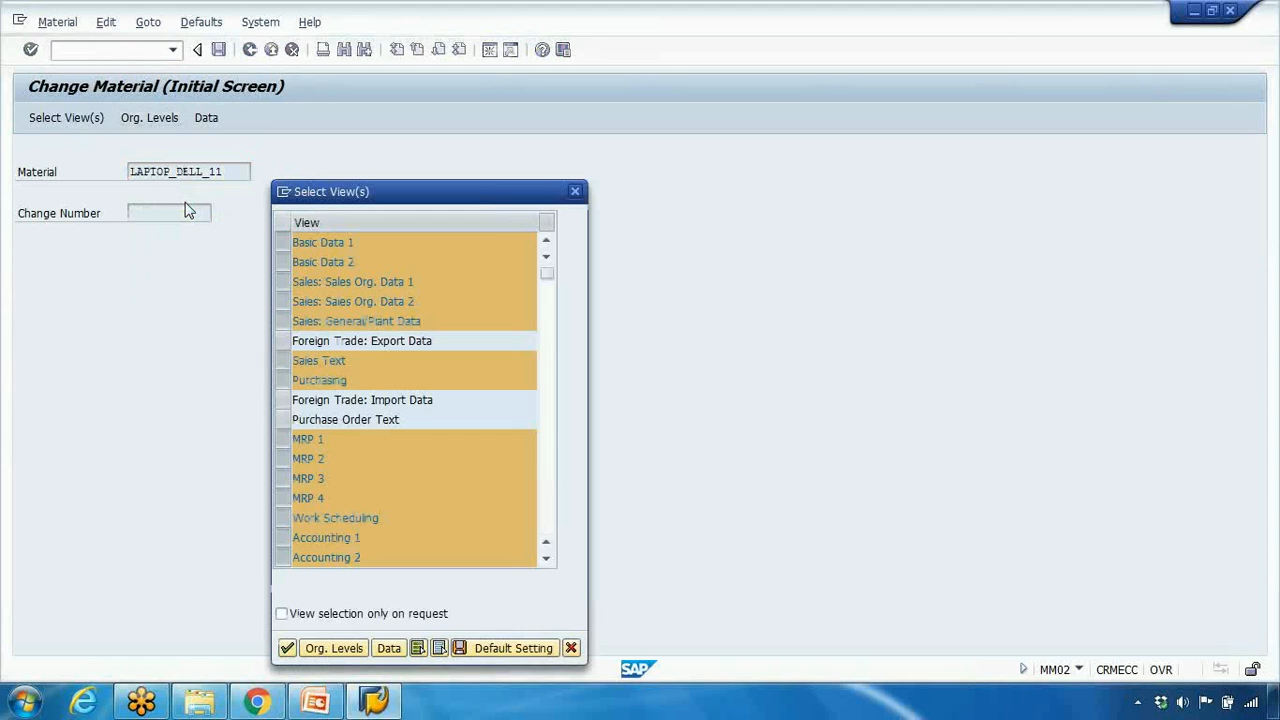 Material Edit Goto Defaults System Help
Change Material (Initial Screen)
Select View(s) Org. Levels Data
Material LAPTOP_DELL_11
Change Number
Select View(s)
View
Basic Data 1
Basic Data 2
Sales: Sales Org. Data 1
Sales: Sales Org. Data 2
Sales: General/Plant Data
Foreign Trade: Export Data
Sales Text
Purchasing
Foreign Trade: Import Data
Purchase Order Text
MRP 1
MRP 2
MRP 3
MRP 4
Work Scheduling
Accounting 1
Accounting 2
View selection only on request
Org. Levels Data Default Setting
SAP MM02 CRMECC OVR